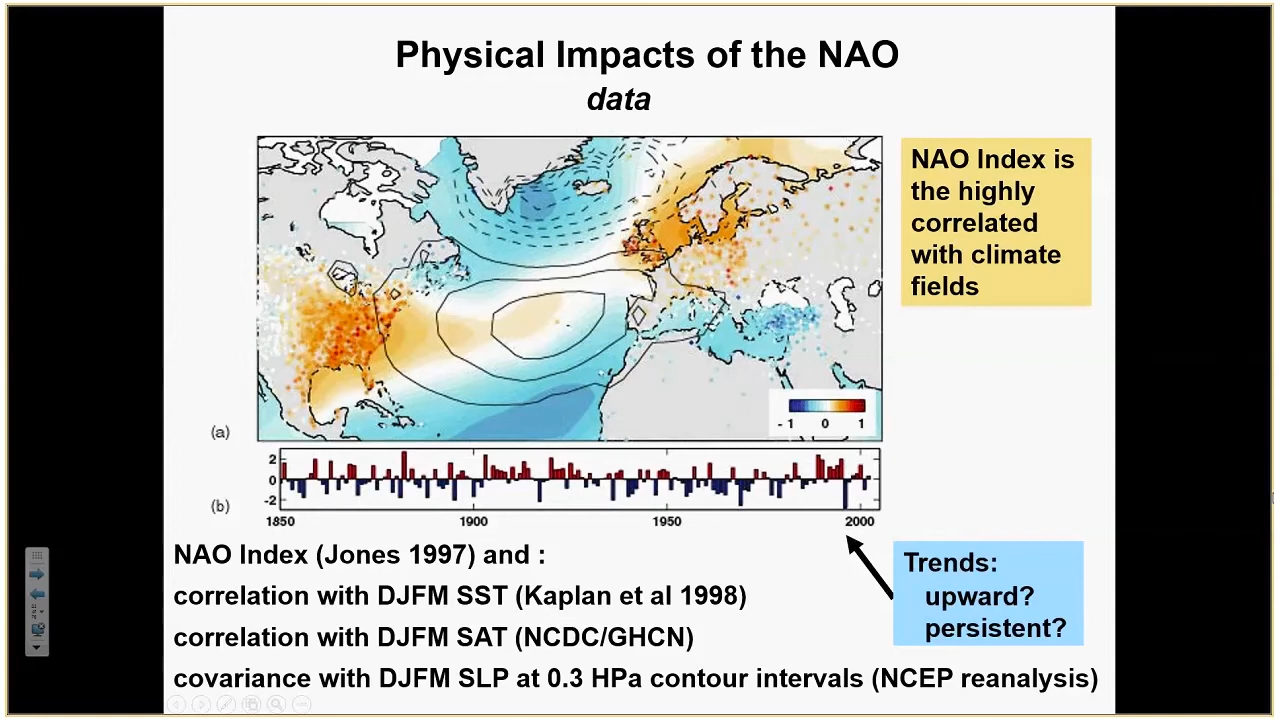 Physical Impacts of the NAO
data
NAO Index is
the highly
correlated
with climate
fields
- 1 0 1
(a)
2
0
-2
(b)
1850 1900 1950 2000
NAO Index (Jones 1997) and :
correlation with DJFM SST (Kaplan et al 1998)
correlation with DJFM SAT (NCDC/GHCN)
covariance with DJFM SLP at 0.3 HPa contour intervals (NCEP reanalysis)
Trends:
upward?
persistent?